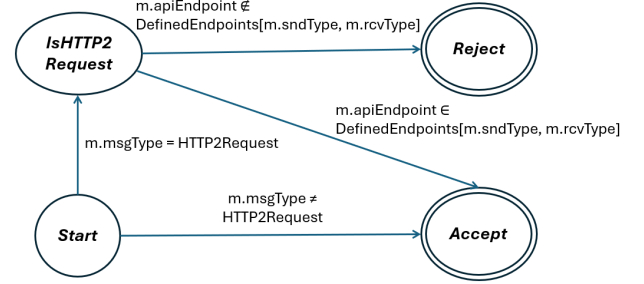 m.apiEndpoint ∉
DefinedEndpoints[m.sndType, m.rcvType]
IsHTTP2
Request
Reject
m.apiEndpoint ∈
DefinedEndpoints[m.sndType, m.rcvType]
m.msgType = HTTP2Request
m.msgType ≠
HTTP2Request
Start
Accept